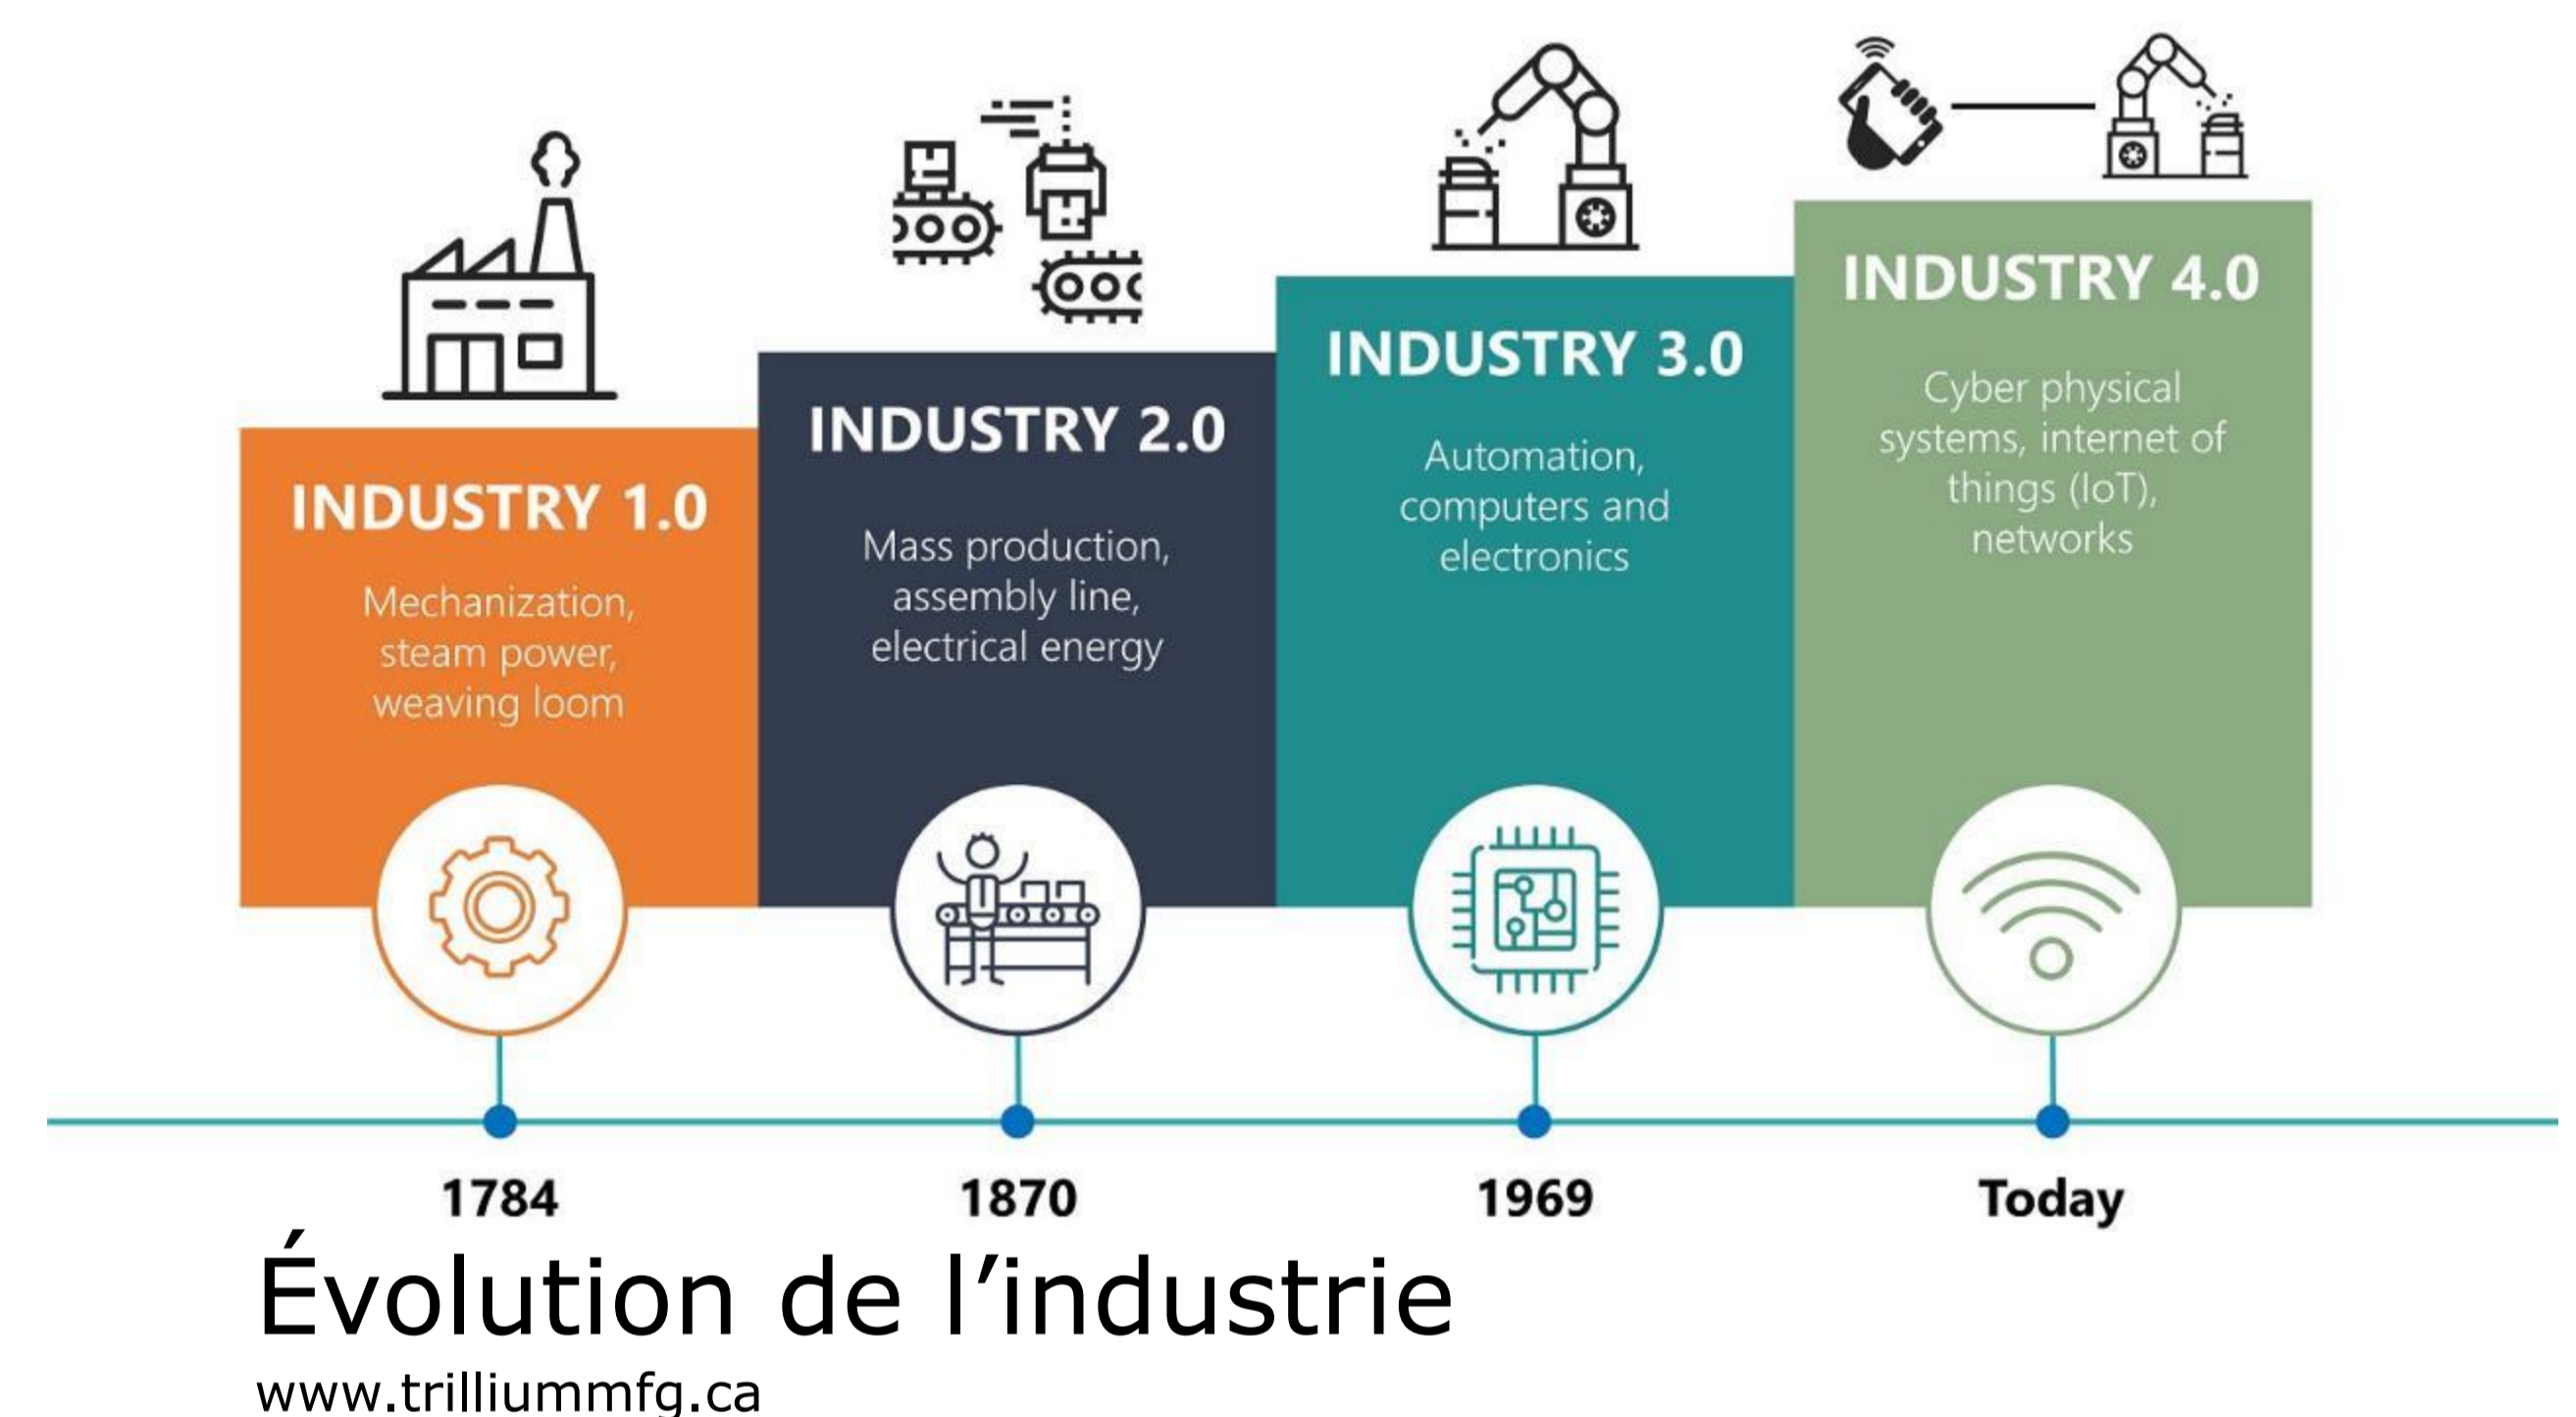 INDUSTRY 1.0
Mechanization,
steam power,
weaving loom
INDUSTRY 2.0
Mass production,
assembly line,
electrical energy
INDUSTRY 3.0
Automation,
computers and
electronics
INDUSTRY 4.0
Cyber physical
systems, internet of
things (IoT),
networks
1784
1870
1969
Today
Évolution de l’industrie
www.trilliummfg.ca